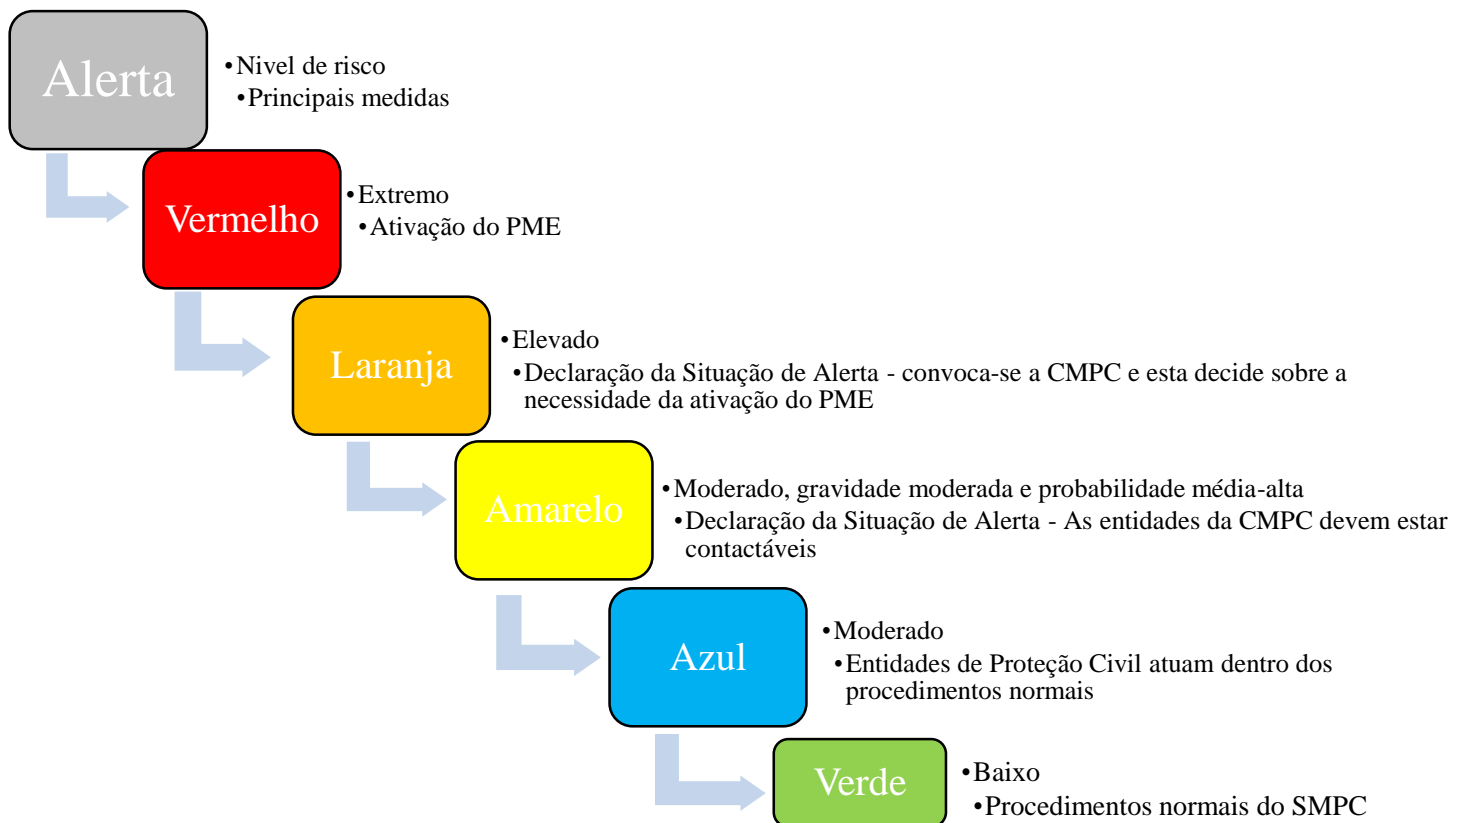 Alerta
•Nivel de risco
•Principais medidas
Vermelho
•Extremo
•Ativação do PME
Laranja
•Elevado
•Declaração da Situação de Alerta - convoca-se a CMPC e esta decide sobre a
necessidade da ativação do PME
Amarelo
•Moderado, gravidade moderada e probabilidade média-alta
•Declaração da Situação de Alerta - As entidades da CMPC devem estar
contactáveis
Azul
•Moderado
•Entidades de Proteção Civil atuam dentro dos
procedimentos normais
Verde
•Baixo
•Procedimentos normais do SMPC